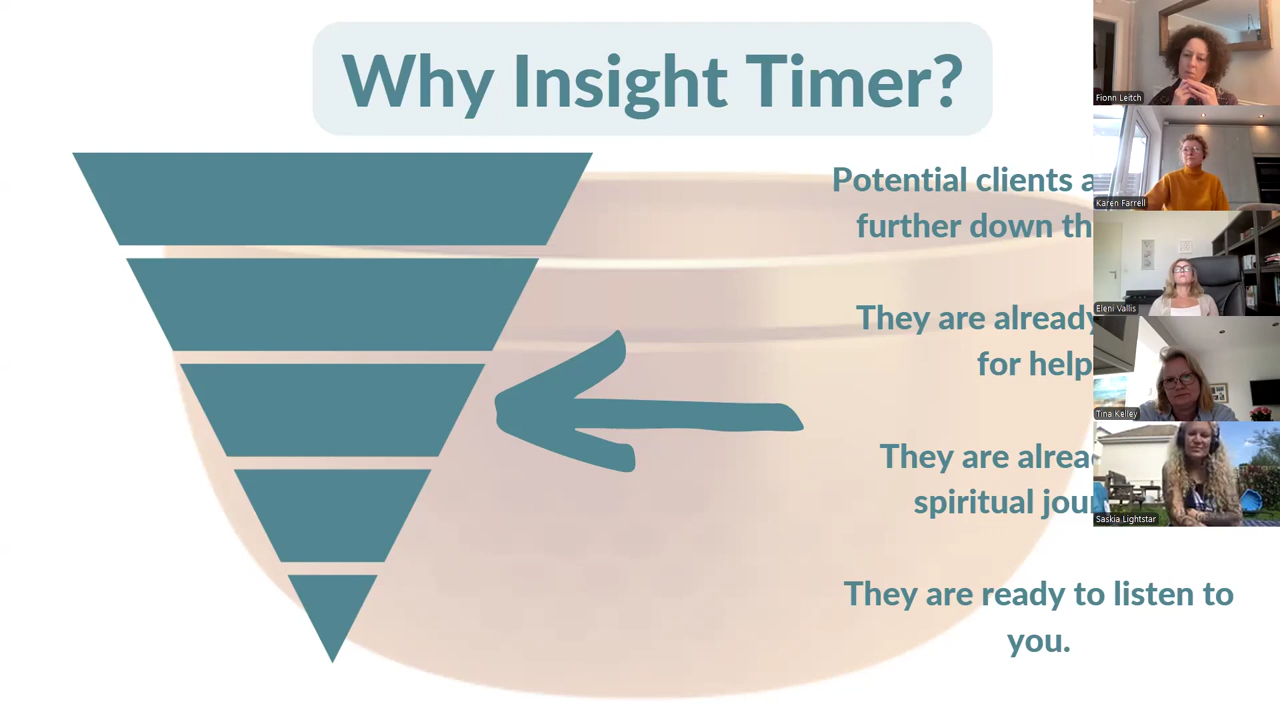 Why Insight Timer?
Potential clients a
further down th
They are already
for help
They are alrea
spiritual jour
They are ready to listen to
you.
Fionn Leitch
Karen Farrell
Eleni Vallis
Tina Kelley
Saskia Lightstar